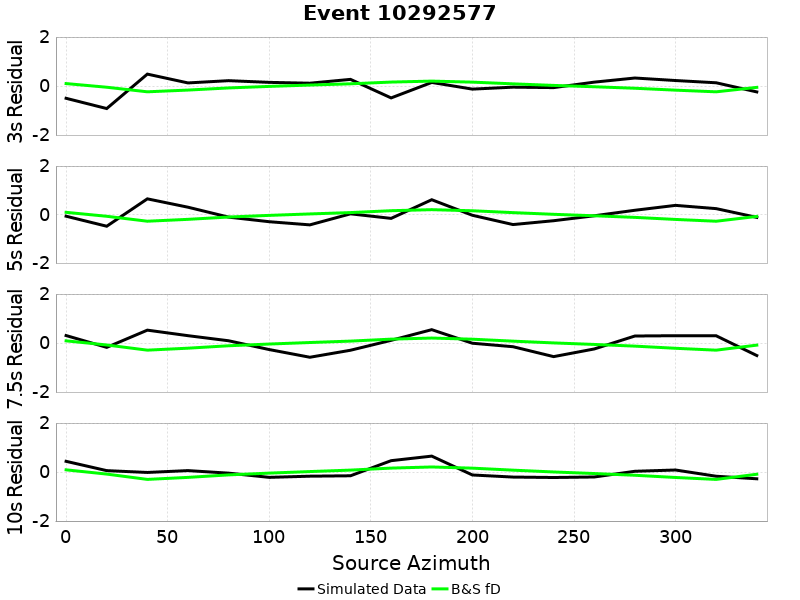 Event 10292577
3s Residual
2
0
-2
5s Residual
2
0
-2
7.5s Residual
2
0
-2
10s Residual
2
0
-2
0 50 100 150 200 250 300
Source Azimuth
Simulated Data B&S fD